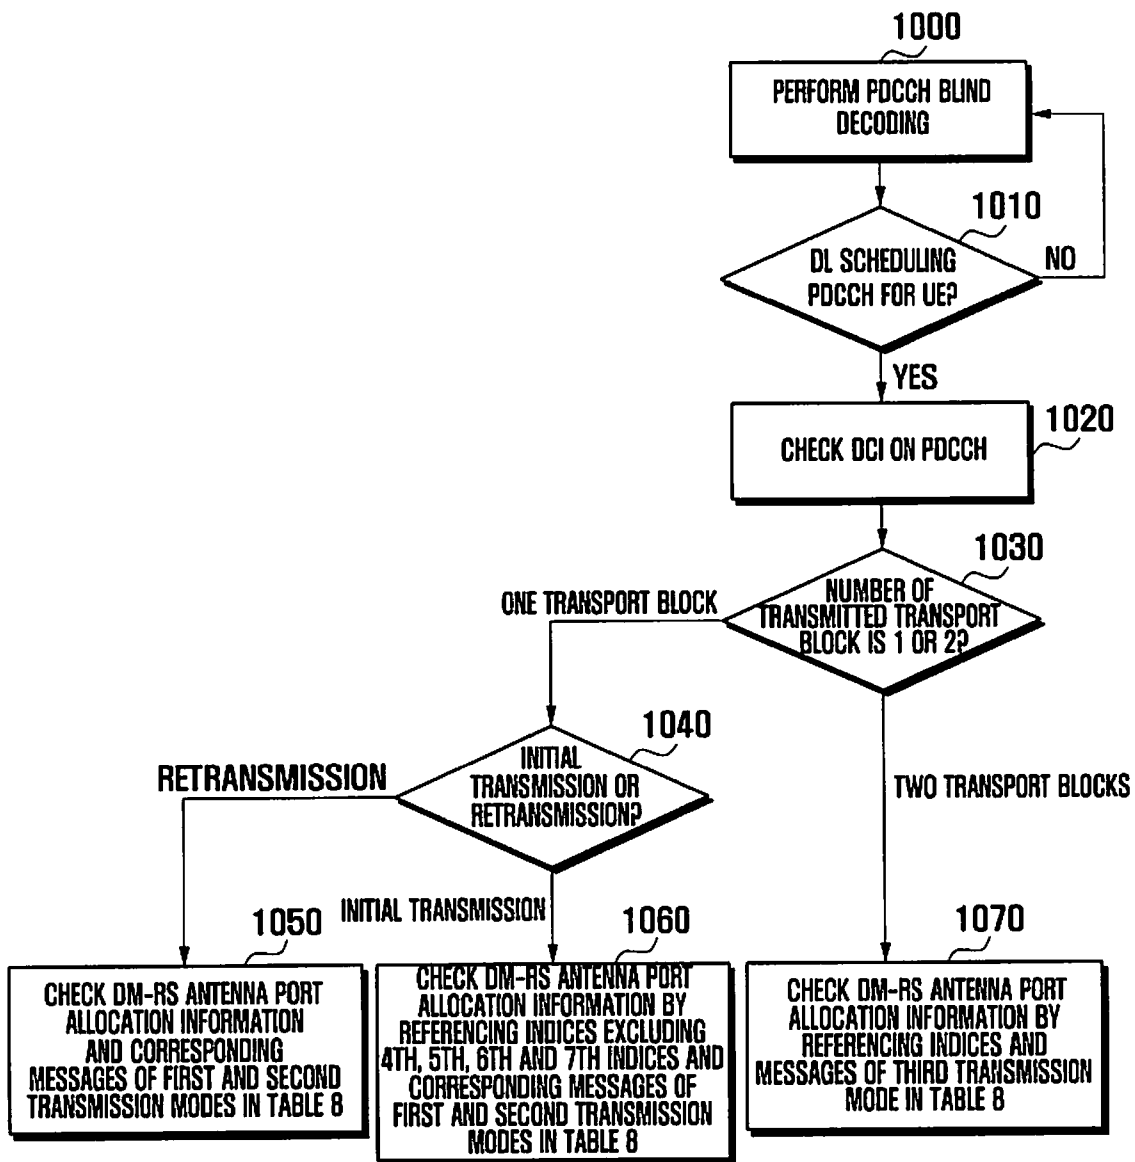 1000
PERFORM PDCCH BLIND
DECODING
1010
DL SCHEDULING
PDCCH FOR UE?
NO
YES
1020
CHECK DCI ON PDCCH
1030
NUMBER OF
TRANSMITTED TRANSPORT
BLOCK IS 1 OR 2?
ONE TRANSPORT BLOCK
TWO TRANSPORT BLOCKS
1040
INITIAL
TRANSMISSION OR
RETRANSMISSION?
RETRANSMISSION
INITIAL TRANSMISSION
1050
CHECK DM-RS ANTENNA PORT
ALLOCATION INFORMATION
AND CORRESPONDING
MESSAGES OF FIRST AND SECOND
TRANSMISSION MODES IN TABLE 8
1060
CHECK DM-RS ANTENNA PORT
ALLOCATION INFORMATION BY
REFERENCING INDICES EXCLUDING
4TH, 5TH, 6TH AND 7TH INDICES AND
CORRESPONDING MESSAGES OF
FIRST AND SECOND TRANSMISSION
MODES IN TABLE 8
1070
CHECK DM-RS ANTENNA PORT
ALLOCATION INFORMATION BY
REFERENCING INDICES AND
MESSAGES OF THIRD TRANSMISSION
MODE IN TABLE 8